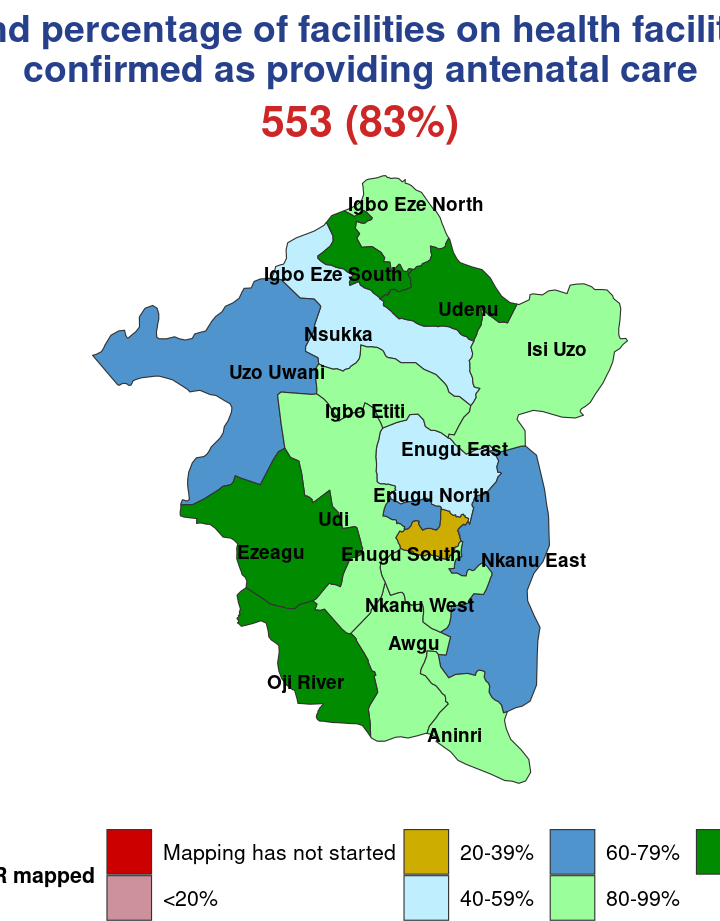 percentage of facilities on health
confirmed as providing antenatal care
553 (83%)
Igbo Eze North
Igbo Eze South
Udenu
Nsukka
Isi Uzo
Uzo Uwani
Igbo Etiti
Enugu East
Enugu North
Udi
Ezeagu
Enugu South
Nkanu East
Nkanu West
Awgu
Oji River
Aninri
mapped
Mapping has not started
20-39%
60-79%
<20%
40-59%
80-99%